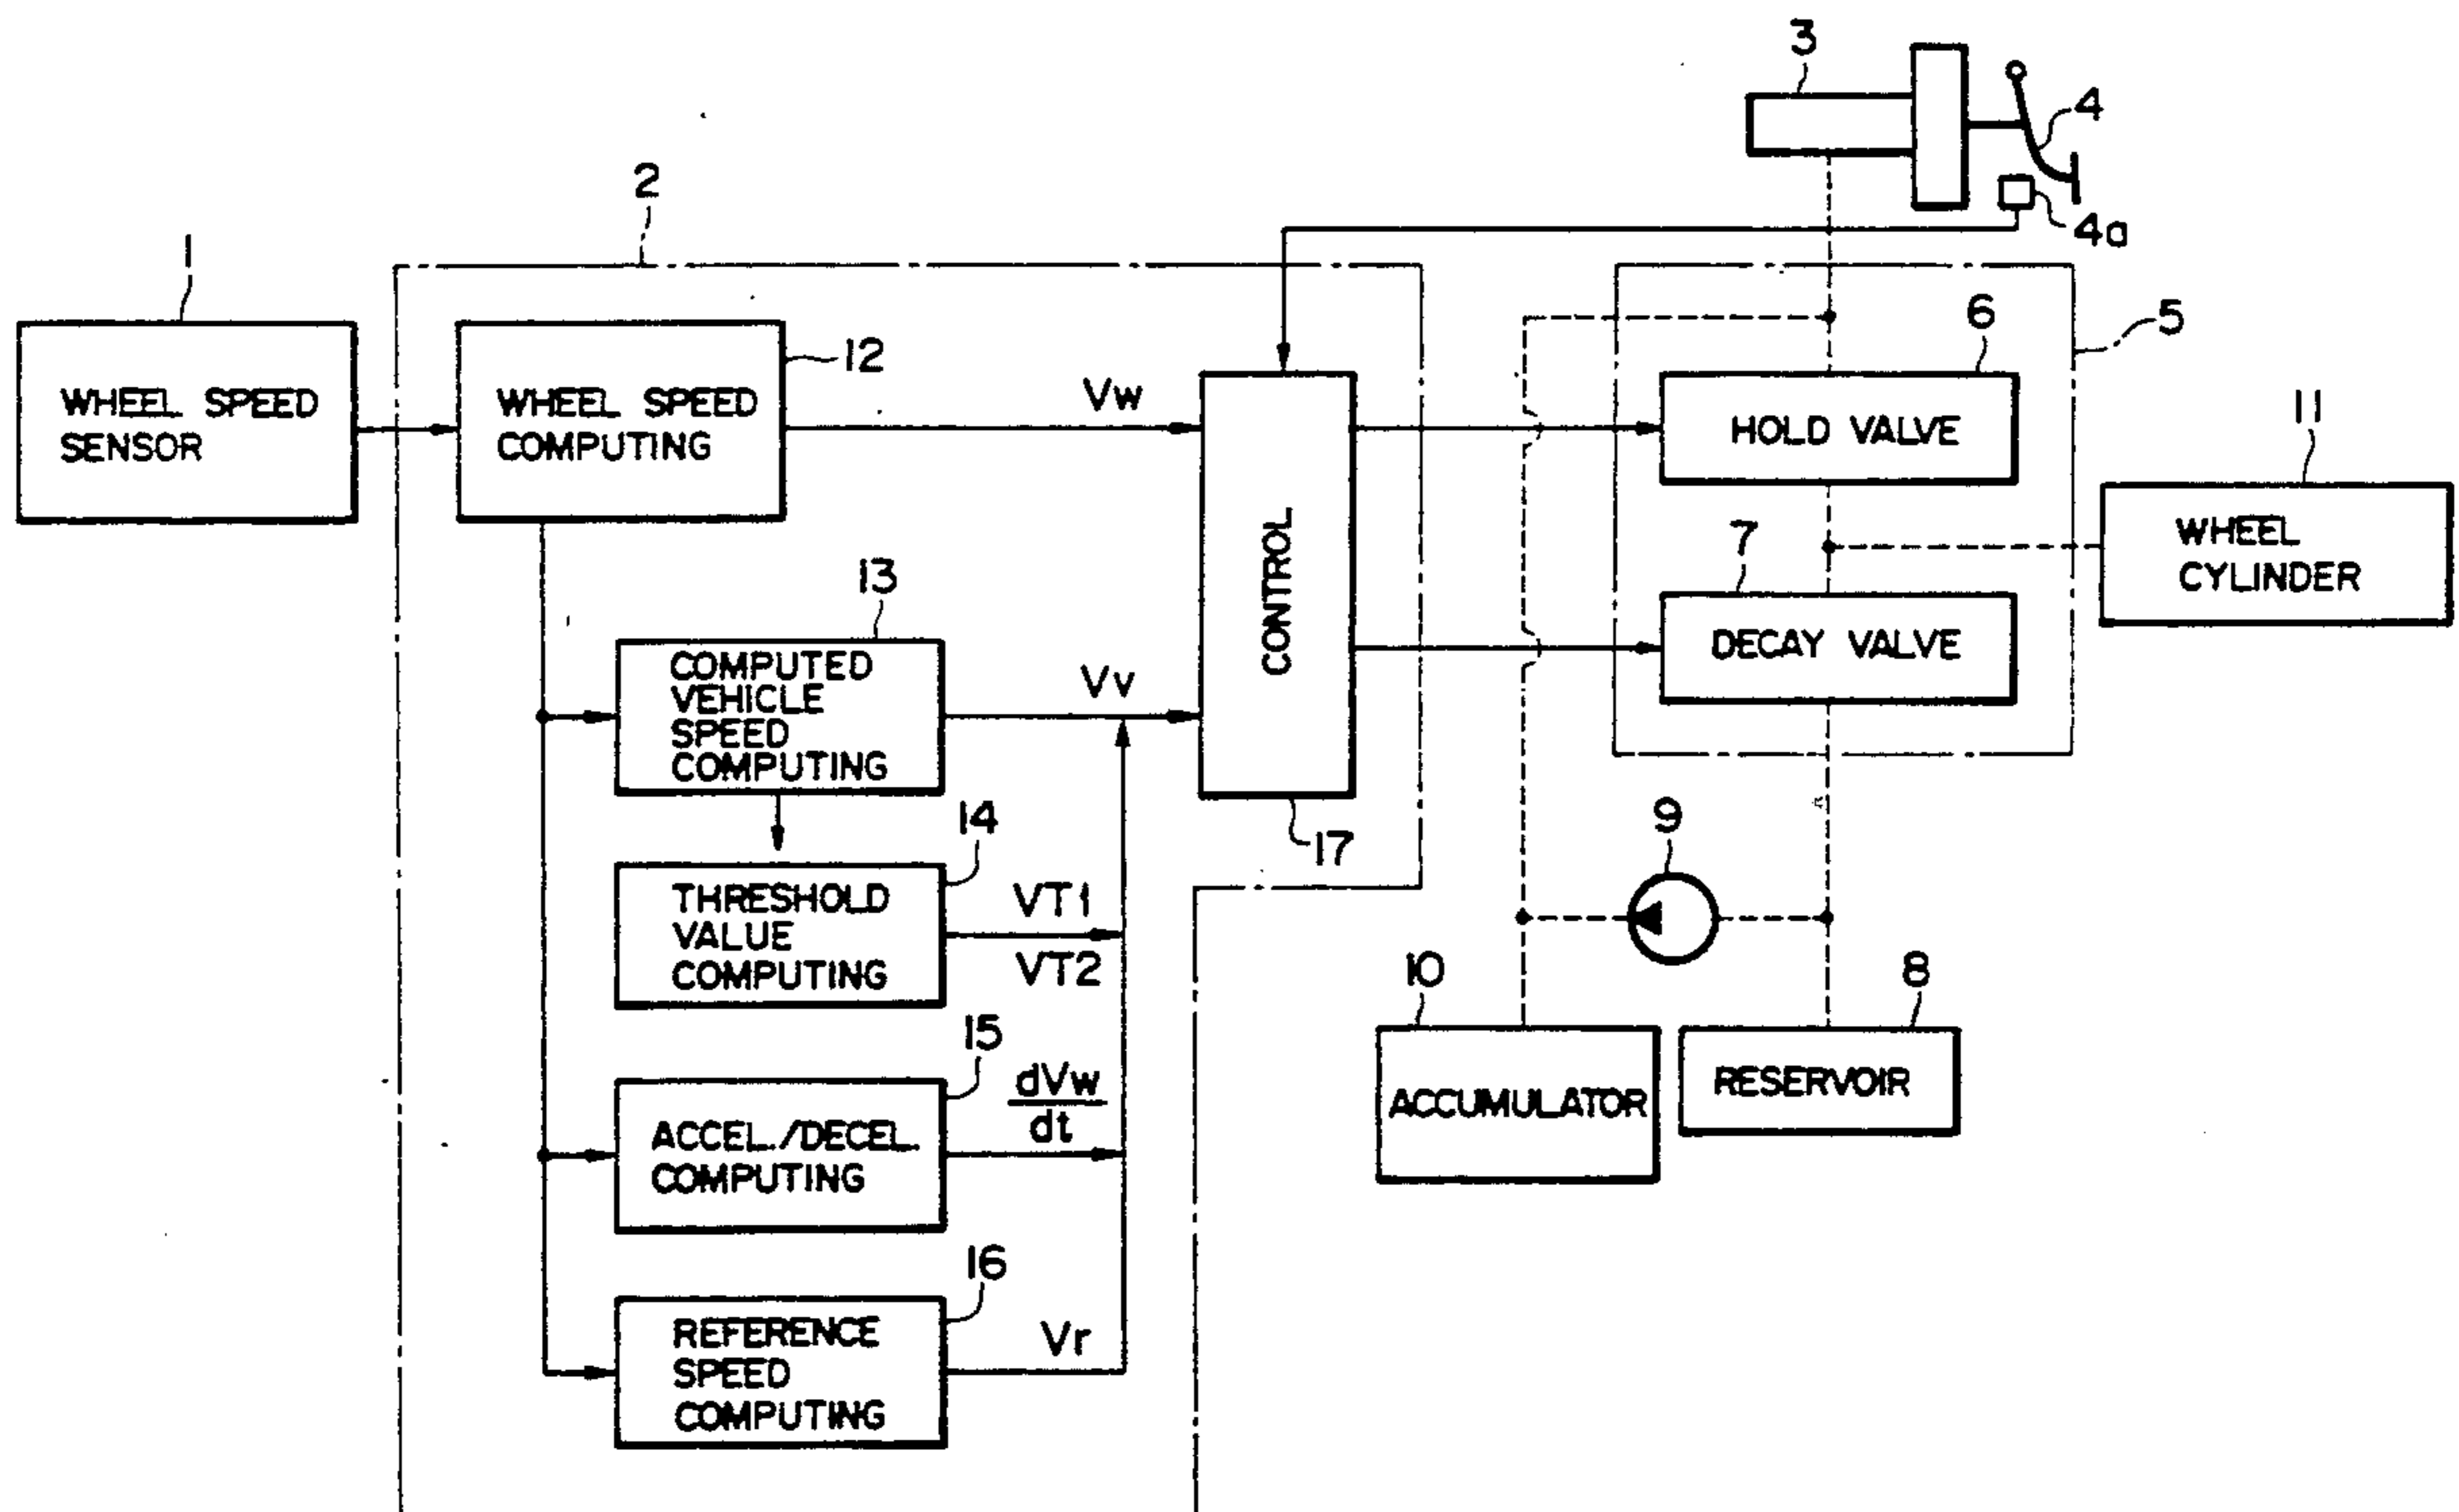 3
4
4a
2
1
WHEEL SPEED
SENSOR
WHEEL SPEED
COMPUTING
12
Vw
6
5
HOLD VALVE
11
WHEEL
CYLINDER
CONTROL
17
7
DECAY VALVE
13
COMPUTED
VEHICLE
SPEED
COMPUTING
Vv
14
THRESHOLD
VALUE
COMPUTING
VT1
VT2
9
10
ACCUMULATOR
8
RESERVOIR
15
ACCEL./DECEL.
COMPUTING
dVw
dt
16
REFERENCE
SPEED
COMPUTING
Vr